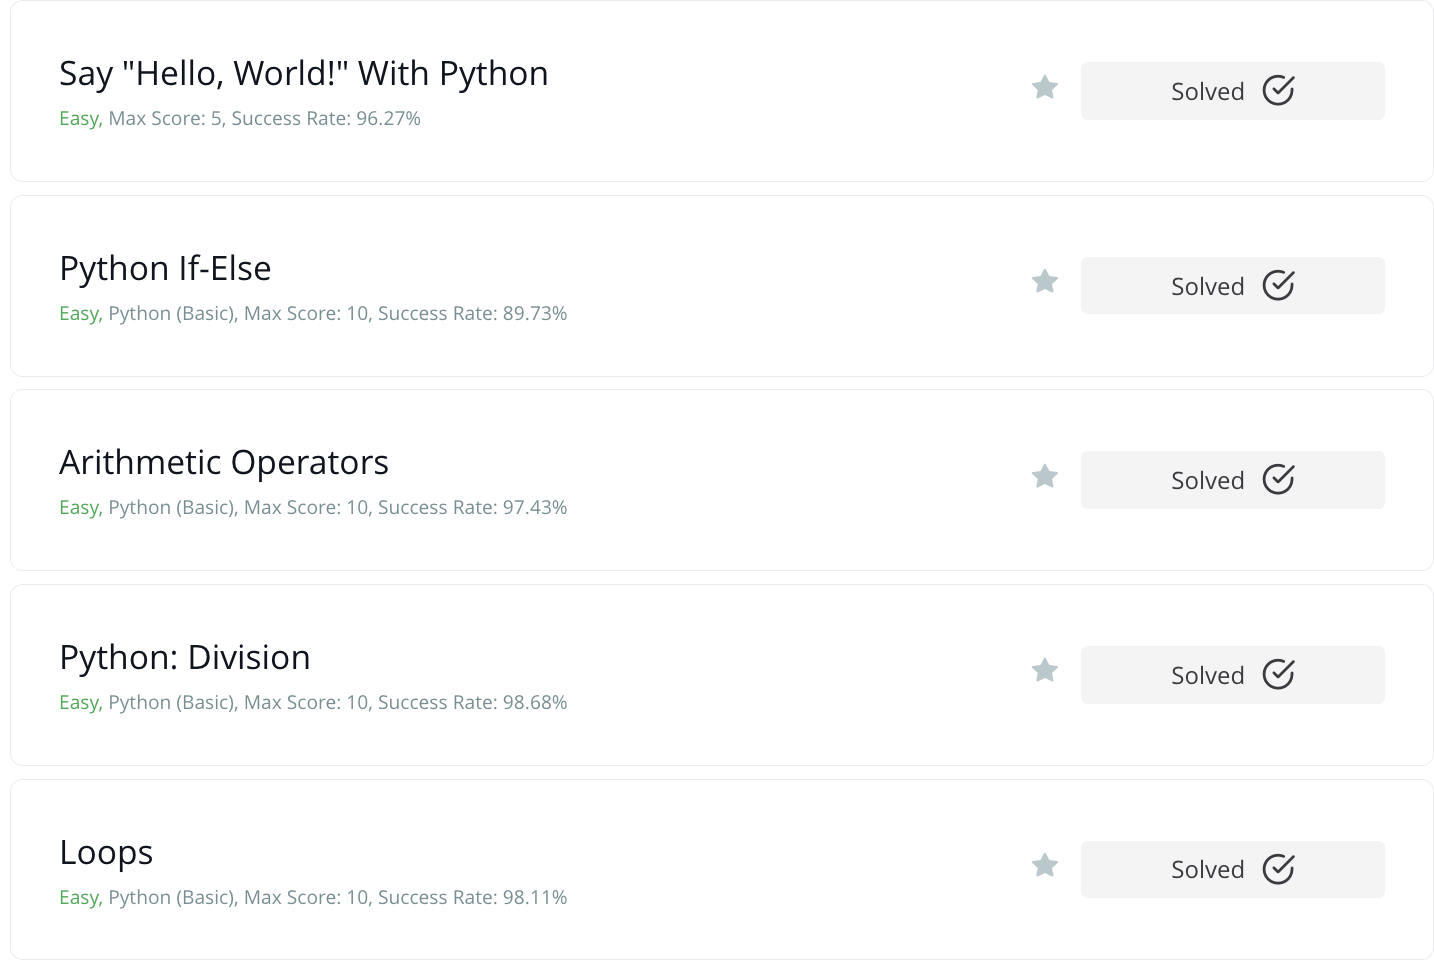 Say "Hello, World!" With Python
Easy, Max Score: 5, Success Rate: 96.27%
Solved
Python If-Else
Easy, Python (Basic), Max Score: 10, Success Rate: 89.73%
Solved
Arithmetic Operators
Easy, Python (Basic), Max Score: 10, Success Rate: 97.43%
Solved
Python: Division
Easy, Python (Basic), Max Score: 10, Success Rate: 98.68%
Solved
Loops
Easy, Python (Basic), Max Score: 10, Success Rate: 98.11%
Solved